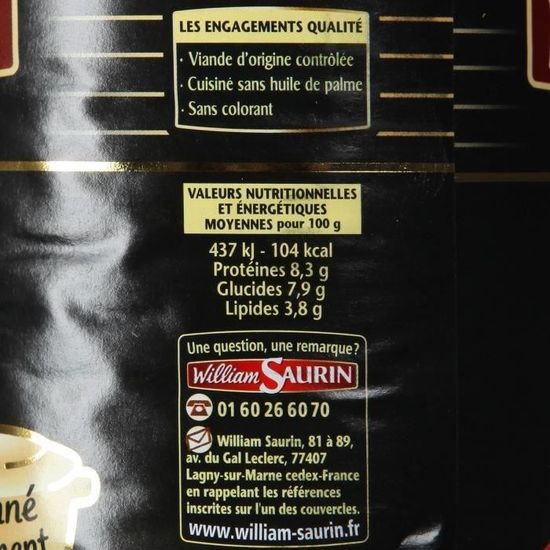 LES ENGAGEMENTS QUALITÉ
· Viande d'origine contrôlée
· Cuisiné sans huile de palme
· Sans colorant
VALEURS NUTRITIONNELLES
ET ÉNERGÉTIQUES
MOYENNES pour 100 g
437 kJ - 104 kcal
Protéines 8,3 g
Glucides 7,9 g
Lipides 3,8 g
Une question, une remarque?
William SAURIN
01 60 26 60 70
William Saurin, 81 à 89,
av. du Gal Leclerc, 77407
Lagny-sur-Marne cedex-France
en rappelant les références
inscrites sur l'un des couvercles.
www.william-saurin.fr